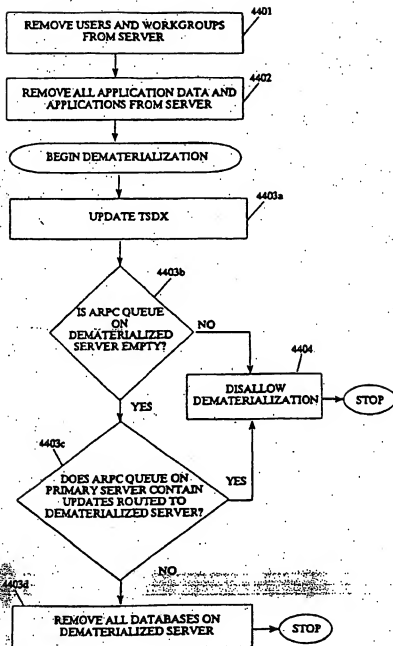 4401
REMOVE USERS AND WORKGROUPS
FROM SERVER
4402
REMOVE ALL APPLICATION DATA AND
APPLICATIONS FROM SERVER
BEGIN DEMATERIALIZATION
4403a
UPDATE TSDX
4403b
IS ARPC QUEUE
ON
DEMATERIALIZED
SERVER EMPTY?
NO
4404
DISALLOW
DEMATERIALIZATION
STOP
YES
4403c
DOES ARPC QUEUE ON
PRIMARY SERVER CONTAIN
UPDATES ROUTED TO
DEMATERIALIZED SERVER?
YES
NO
4403d
REMOVE ALL DATABASES ON
DEMATERIALIZED SERVER
STOP